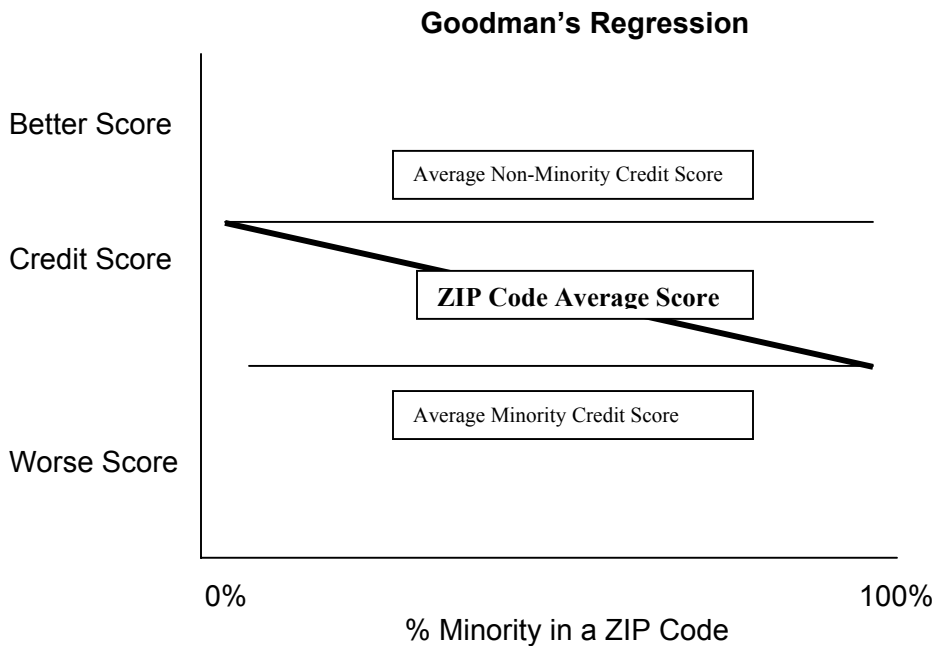 Goodman’s Regression
Better Score
Average Non-Minority Credit Score
Credit Score
ZIP Code Average Score
Average Minority Credit Score
Worse Score
0%
100%
% Minority in a ZIP Code